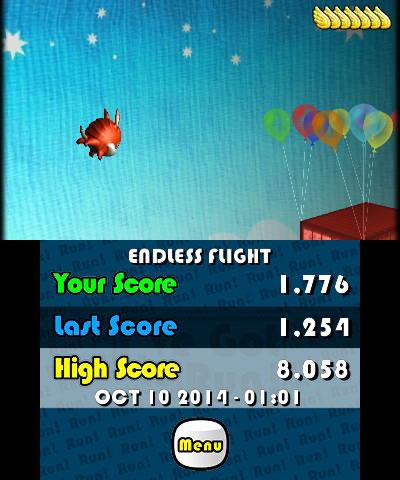 ENDLESS FLIGHT
Your Score 1,776
Last Score 1,254
High Score 8,058
OCT 10 2014 - 01:01
Menu